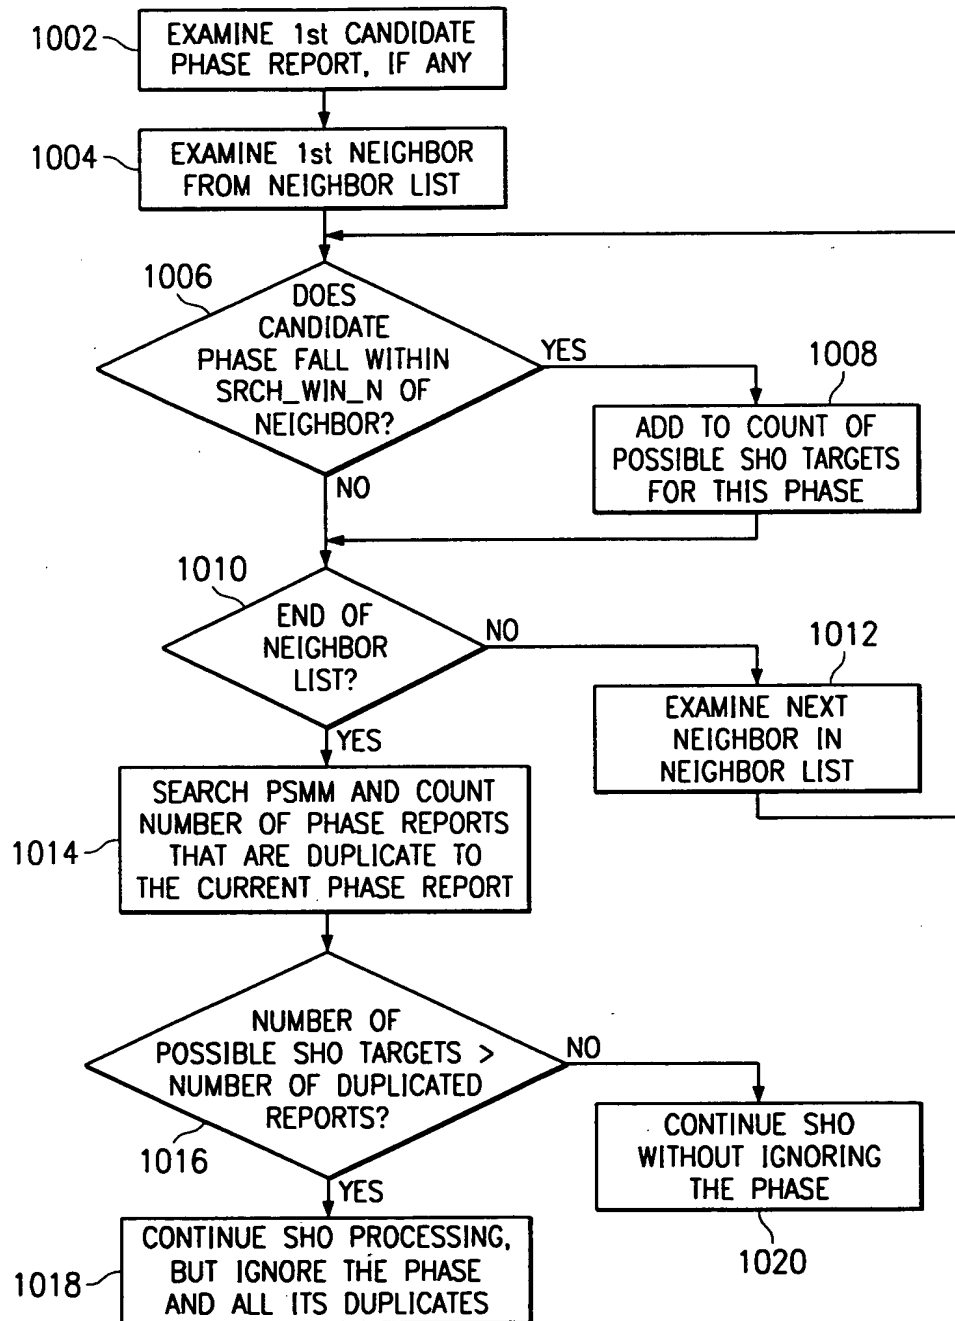 1002
EXAMINE 1st CANDIDATE
PHASE REPORT, IF ANY
1004
EXAMINE 1st NEIGHBOR
FROM NEIGHBOR LIST
1006
DOES
CANDIDATE
PHASE FALL WITHIN
SRCH_WIN_N OF
NEIGHBOR?
YES
NO
1008
ADD TO COUNT OF
POSSIBLE SHO TARGETS
FOR THIS PHASE
1010
END OF
NEIGHBOR
LIST?
NO
YES
1012
EXAMINE NEXT
NEIGHBOR IN
NEIGHBOR LIST
1014
SEARCH PSMM AND COUNT
NUMBER OF PHASE REPORTS
THAT ARE DUPLICATE TO
THE CURRENT PHASE REPORT
NUMBER OF
POSSIBLE SHO TARGETS >
NUMBER OF DUPLICATED
REPORTS?
1016
NO
YES
CONTINUE SHO
WITHOUT IGNORING
THE PHASE
1020
1018
CONTINUE SHO PROCESSING,
BUT IGNORE THE PHASE
AND ALL ITS DUPLICATES